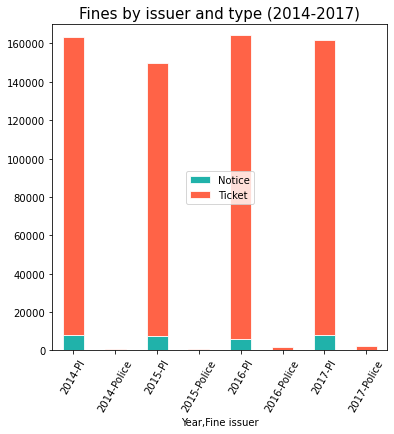 Fines by issuer and type (2014-2017)
160000
140000
120000
100000
80000
60000
40000
20000
0
Notice
Ticket
2014-PI
2014-Police
2015-PI
2015-Police
2016-PI
2016-Police
2017-PI
2017-Police
Year,Fine issuer